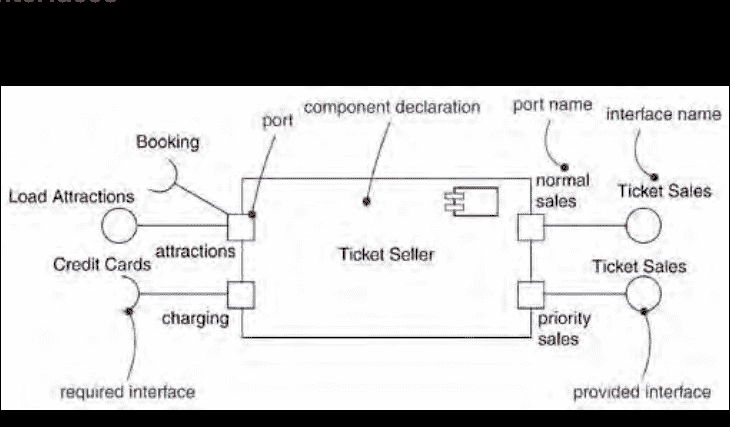 component declaration
port name
port
interface name
Booking
normal
sales
Ticket Sales
Load Attractions
attractions
Ticket Seller
Credit Cards
Ticket Sales
charging
priority
sales
required interface
provided interface